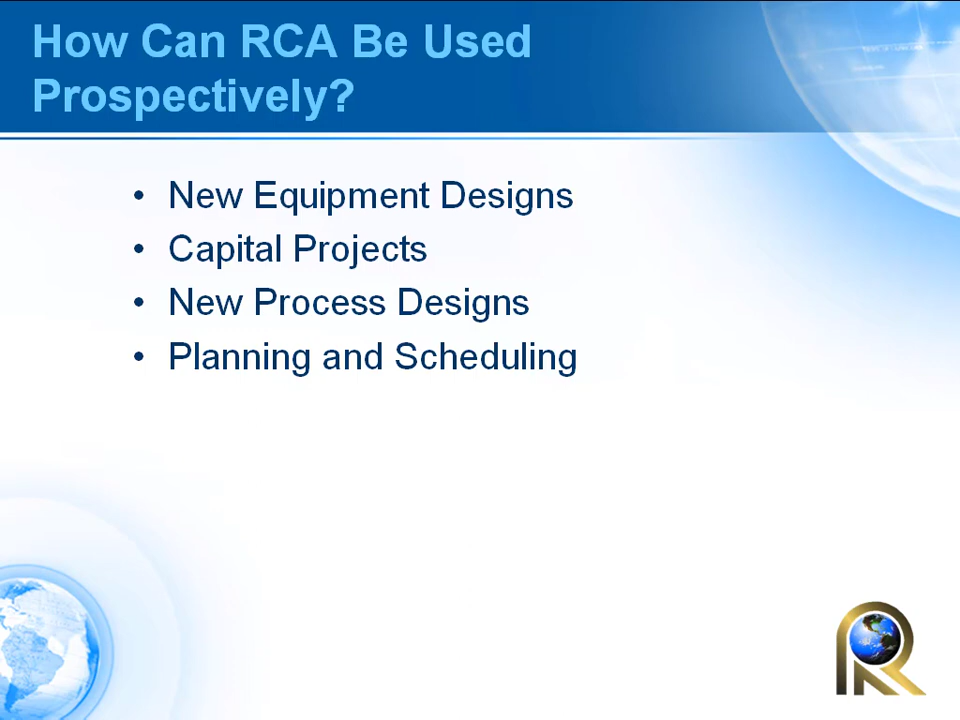 How Can RCA Be Used
Prospectively?
• New Equipment Designs
• Capital Projects
• New Process Designs
• Planning and Scheduling